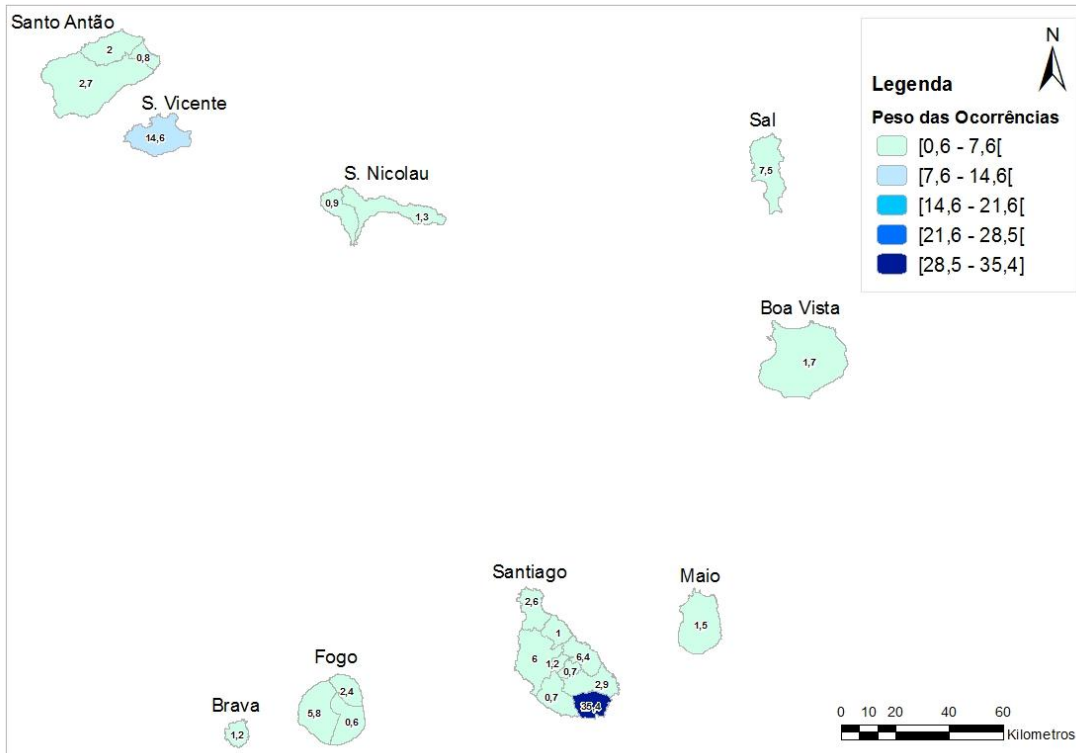 Santo Antão
2
0,8
2,7
S. Vicente
14,6
S. Nicolau
0,9
1,3
Sal
7,5
N
Legenda
Peso das Ocorrências
[0,6 - 7,6[
[7,6 - 14,6[
[14,6 - 21,6[
[21,6 - 28,5[
[28,5 - 35,4]
Boa Vista
1,7
Santiago
2,6
1
6
1,2
6,4
0,7
2,9
0,7
35,4
Maio
1,5
Fogo
2,4
5,8
0,6
Brava
1,2
0 10 20 40 60
Kilometros